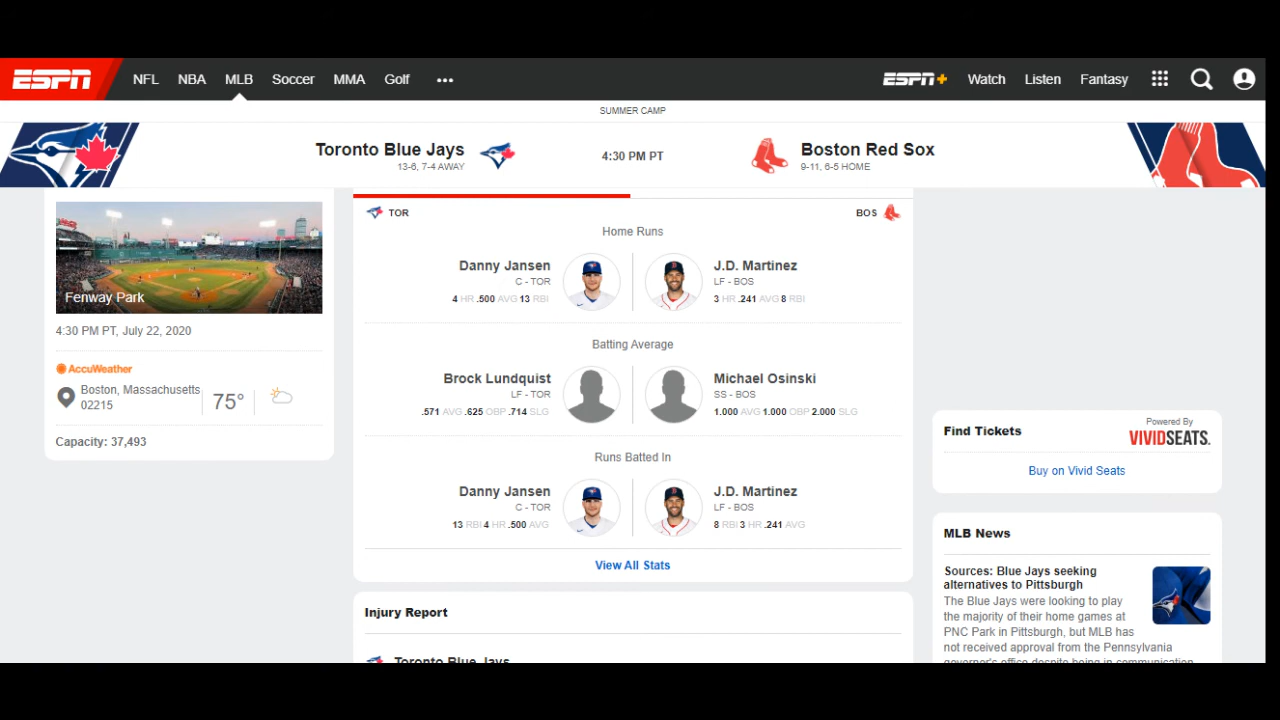 ESPN NFL NBA MLB Soccer MMA Golf ••• ESPN+ Watch Listen Fantasy
SUMMER CAMP
Toronto Blue Jays
13-6, 7-4 AWAY
4:30 PM PT
Boston Red Sox
9-11, 6-5 HOME
Fenway Park
4:30 PM PT, July 22, 2020
AccuWeather
Boston, Massachusetts
02215
75°
Capacity: 37,493
TOR BOS
Home Runs
Danny Jansen J.D. Martinez
C - TOR LF - BOS
4 HR .500 AVG 13 RBI 3 HR .241 AVG 8 RBI
Batting Average
Brock Lundquist Michael Osinski
LF - TOR SS - BOS
.571 AVG .625 OBP .714 SLG 1.000 AVG 1.000 OBP 2.000 SLG
Runs Batted In
Danny Jansen J.D. Martinez
C - TOR LF - BOS
13 RBI 4 HR .500 AVG 8 RBI 3 HR .241 AVG
View All Stats
Injury Report
Toronto Blue Jays
Find Tickets
Powered By
VIVIDSEATS.
Buy on Vivid Seats
MLB News
Sources: Blue Jays seeking
alternatives to Pittsburgh
The Blue Jays were looking to play
the majority of their home games at
PNC Park in Pittsburgh, but MLB has
not received approval from the Pennsylvania
governor's office despite being in communication